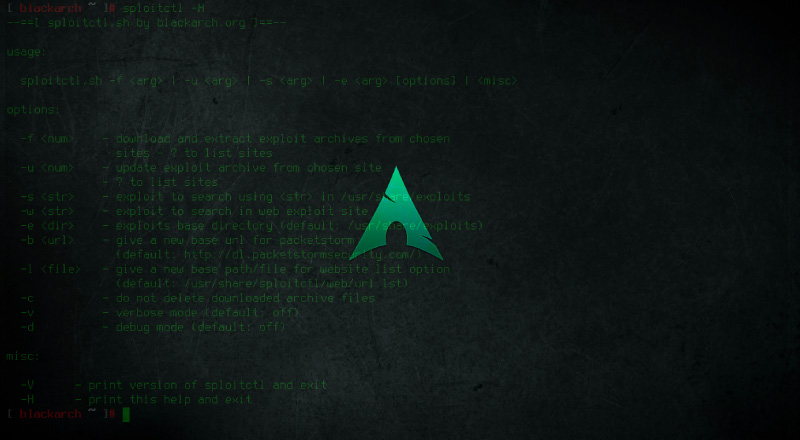 [ blackarch ~ ]# sploitctl -H
--==[ sploitctl.sh by blackarch.org ]==--
usage:
sploitctl.sh -f <arg> | -u <arg> | -s <arg> | -e <arg> [options] | <misc>
options:
-f <num> - download and extract exploit archives from chosen
sites - ? to list sites
-u <num> - update exploit archive from chosen site
- ? to list sites
-s <str> - exploit to search using <str> in /usr/share/exploits
-w <str> - exploit to search in web exploit site
-e <dir> - exploits base directory (default: /usr/share/exploits)
-b <url> - give a new base url for packetstorm
(default: http://dl.packetstormsecurity.com/)
-l <file> - give a new base path/file for website list option
(default: /usr/share/sploitctl/web/url.lst)
-c - do not delete downloaded archive files
-v - verbose mode (default: off)
-d - debug mode (default: off)
misc:
-V - print version of sploitctl and exit
-H - print this help and exit
[ blackarch ~ ]#